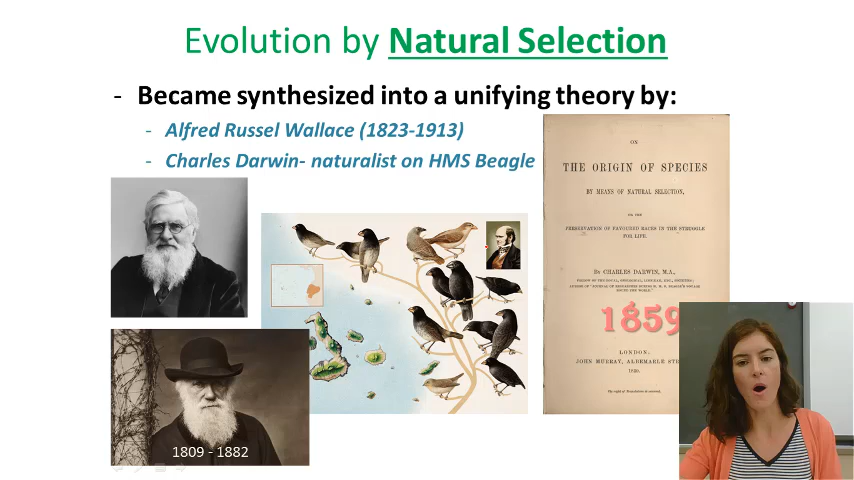 Evolution by Natural Selection
- Became synthesized into a unifying theory by:
- Alfred Russel Wallace (1823-1913)
- Charles Darwin- naturalist on HMS Beagle
ON
THE ORIGIN OF SPECIES
BY MEANS OF NATURAL SELECTION,
OR THE
PRESERVATION OF FAVOURED RACES IN THE STRUGGLE
FOR LIFE.
BY CHARLES DARWIN, M.A.,
1859
LONDON:
JOHN MURRAY, ALBEMARLE
1859.
1809 - 1882